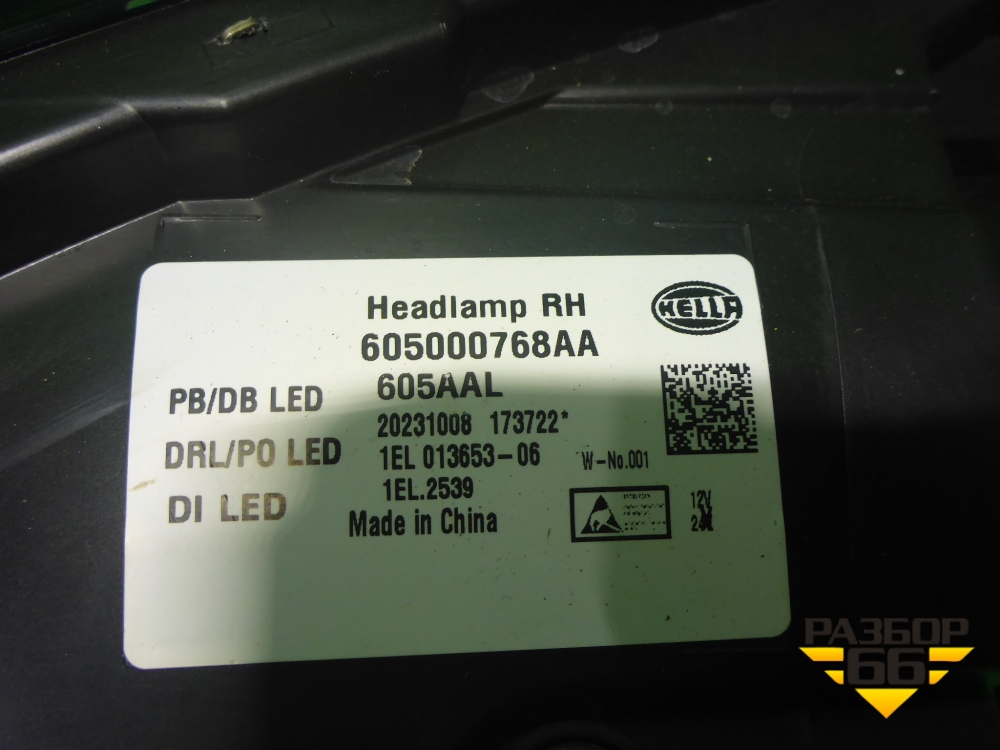 Headlamp RH
HELLA
605000768AA
605AAL
PB/DB LED
20231008 173722*
DRL/PO LED
1EL 013653-06
W-No.001
1EL.2539
DI LED
12V
Made in China
РАЗБОР
66